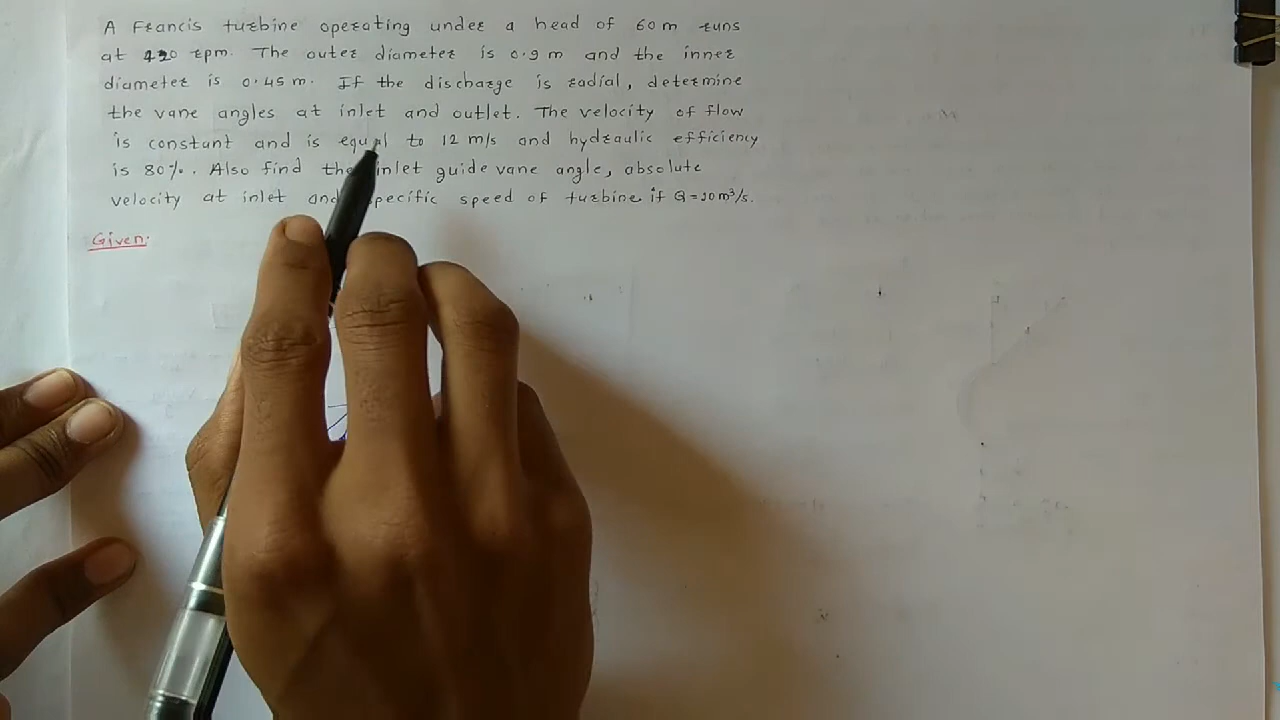 A Francis turbine operating under a head of 60 m runs
at 420 rpm. The outer diameter is 0.9 m and the inner
diameter is 0.45 m. If the discharge is radial, determine
the vane angles at inlet and outlet. The velocity of flow
is constant and is equal to 12 m/s and hydraulic efficiency
is 80%. Also find the inlet guide vane angle, absolute
velocity at inlet and specific speed of turbine if Q = 10 m³/s.
Given: